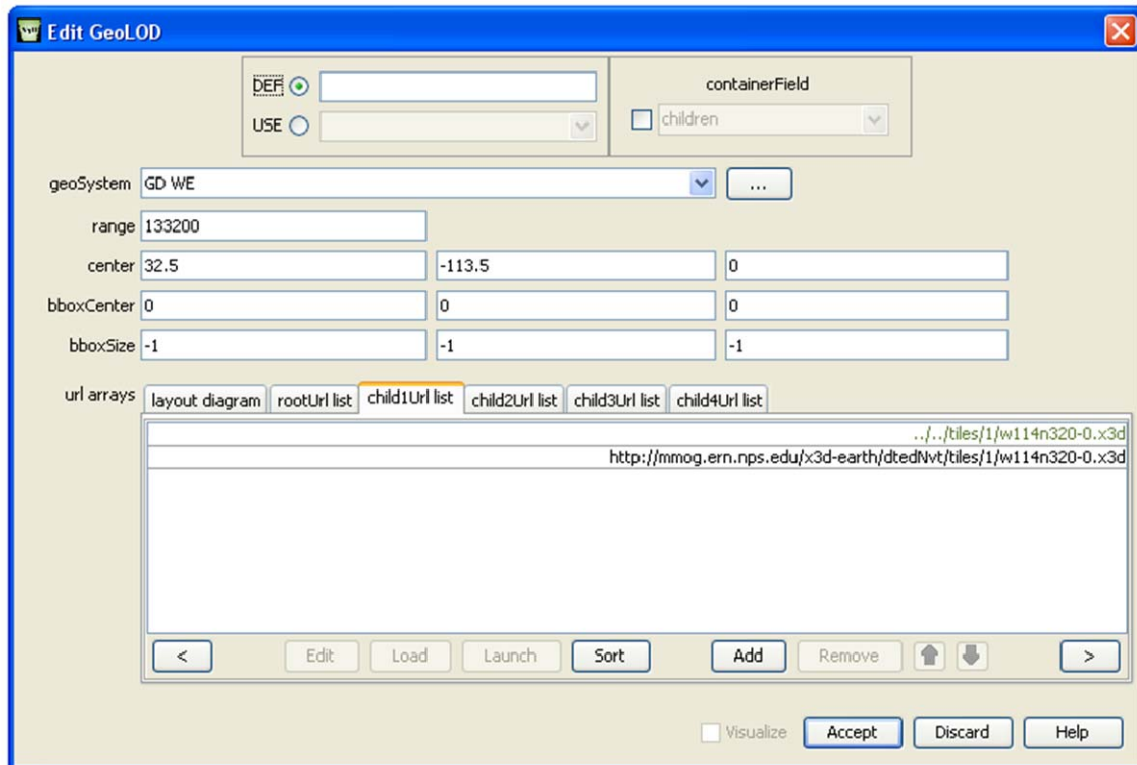 Edit GeoLOD
DEF
containerField
USE
children
geoSystem GD WE ...
range 133200
center 32.5 -113.5 0
bboxCenter 0 0 0
bboxSize -1 -1 -1
url arrays layout diagram rootUrl list child1Url list child2Url list child3Url list child4Url list
../../tiles/1/w114n320-0.x3d
http://mmog.ern.nps.edu/x3d-earth/dtedNvt/tiles/1/w114n320-0.x3d
< Edit Load Launch Sort Add Remove >
Visualize Accept Discard Help